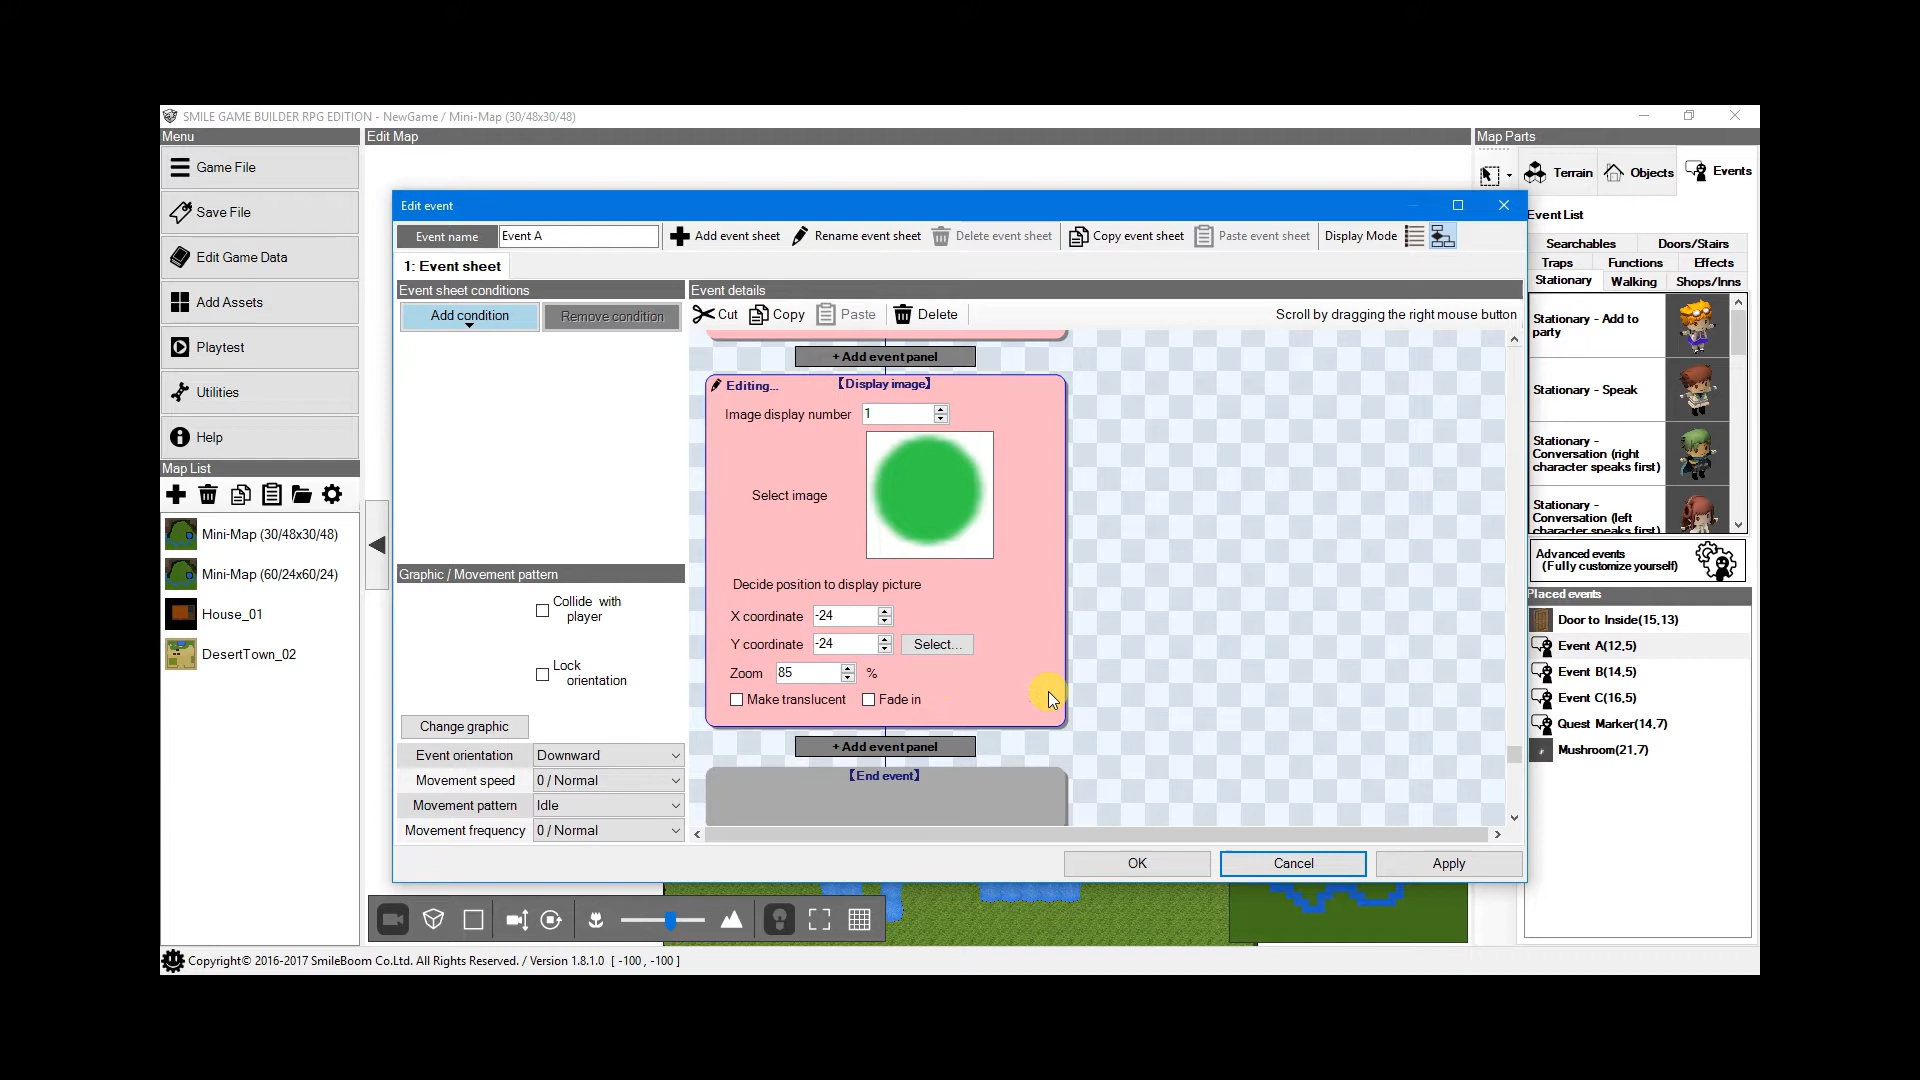 SMILE GAME BUILDER RPG EDITION - NewGame / Mini-Map (30/48x30/48)
Menu
Edit Map
Map Parts
Game File
Save File
Edit Game Data
Add Assets
Playtest
Utilities
Help
Map List
Mini-Map (30/48x30/48)
Mini-Map (60/24x60/24)
House_01
DesertTown_02
Edit event
Event name
Event A
Add event sheet
Rename event sheet
Delete event sheet
Copy event sheet
Paste event sheet
Display Mode
1: Event sheet
Event sheet conditions
Add condition
Remove condition
Graphic / Movement pattern
Collide with
player
Lock
orientation
Change graphic
Event orientation Downward
Movement speed 0 / Normal
Movement pattern Idle
Movement frequency 0 / Normal
Event details
Cut Copy Paste Delete
Scroll by dragging the right mouse button
+ Add event panel
Editing... 【Display image】
Image display number 1
Select image
Decide position to display picture
X coordinate -24
Y coordinate -24 Select...
Zoom 85 %
Make translucent Fade in
+ Add event panel
【End event】
OK Cancel Apply
Terrain Objects Events
Event List
Searchables Doors/Stairs
Traps Functions Effects
Stationary Walking Shops/Inns
Stationary - Add to
party
Stationary - Speak
Stationary -
Conversation (right
character speaks first)
Stationary -
Conversation (left
character speaks first)
Advanced events
(Fully customize yourself)
Placed events
Door to Inside(15,13)
Event A(12,5)
Event B(14,5)
Event C(16,5)
Quest Marker(14,7)
Mushroom(21,7)
Copyright© 2016-2017 SmileBoom Co.Ltd. All Rights Reserved. / Version 1.8.1.0 [ -100 , -100 ]